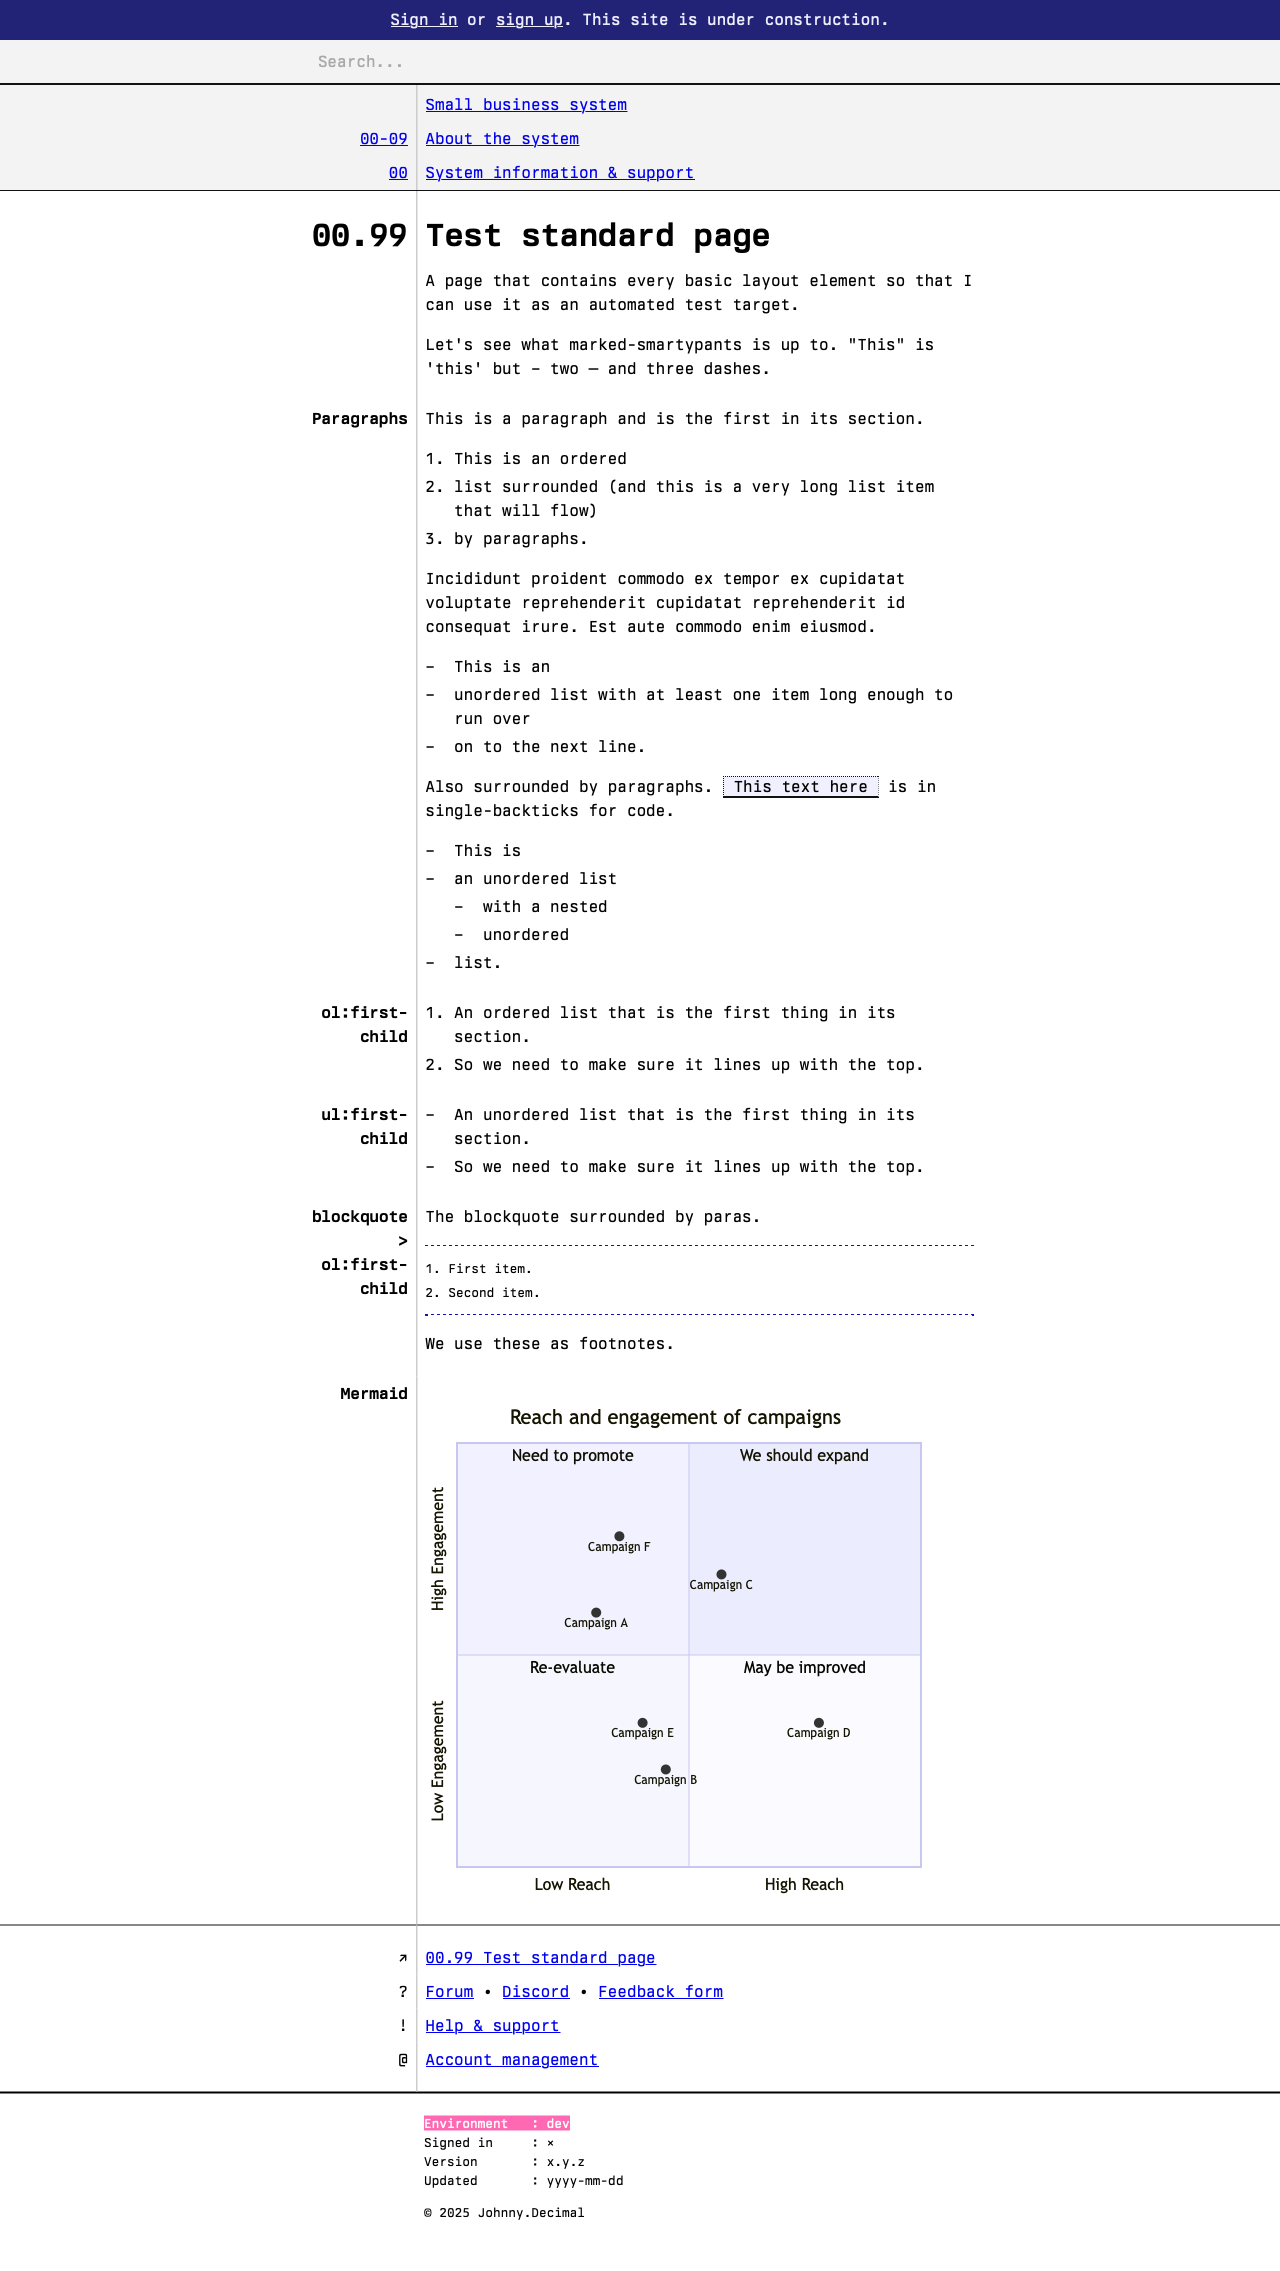 Sign in or sign up. This site is under construction.
Search...
Small business system
00-09 About the system
00 System information & support
00.99 Test standard page
A page that contains every basic layout element so that I
can use it as an automated test target.
Let's see what marked-smartypants is up to. "This" is
'this' but – two — and three dashes.
Paragraphs This is a paragraph and is the first in its section.
1. This is an ordered
2. list surrounded (and this is a very long list item
that will flow)
3. by paragraphs.
Incididunt proident commodo ex tempor ex cupidatat
voluptate reprehenderit cupidatat reprehenderit id
consequat irure. Est aute commodo enim eiusmod.
– This is an
– unordered list with at least one item long enough to
run over
– on to the next line.
Also surrounded by paragraphs. This text here is in
single-backticks for code.
– This is
– an unordered list
– with a nested
– unordered
– list.
ol:first-
child
1. An ordered list that is the first thing in its
section.
2. So we need to make sure it lines up with the top.
ul:first-
child
– An unordered list that is the first thing in its
section.
– So we need to make sure it lines up with the top.
blockquote
>
ol:first-
child
The blockquote surrounded by paras.
1. First item.
2. Second item.
We use these as footnotes.
Mermaid
Reach and engagement of campaigns
Need to promote
We should expand
High Engagement
Campaign F
Campaign C
Campaign A
Re-evaluate
May be improved
Low Engagement
Campaign E
Campaign D
Campaign B
Low Reach
High Reach
↗ 00.99 Test standard page
? Forum • Discord • Feedback form
! Help & support
@ Account management
Environment : dev
Signed in : ×
Version : x.y.z
Updated : yyyy-mm-dd
© 2025 Johnny.Decimal